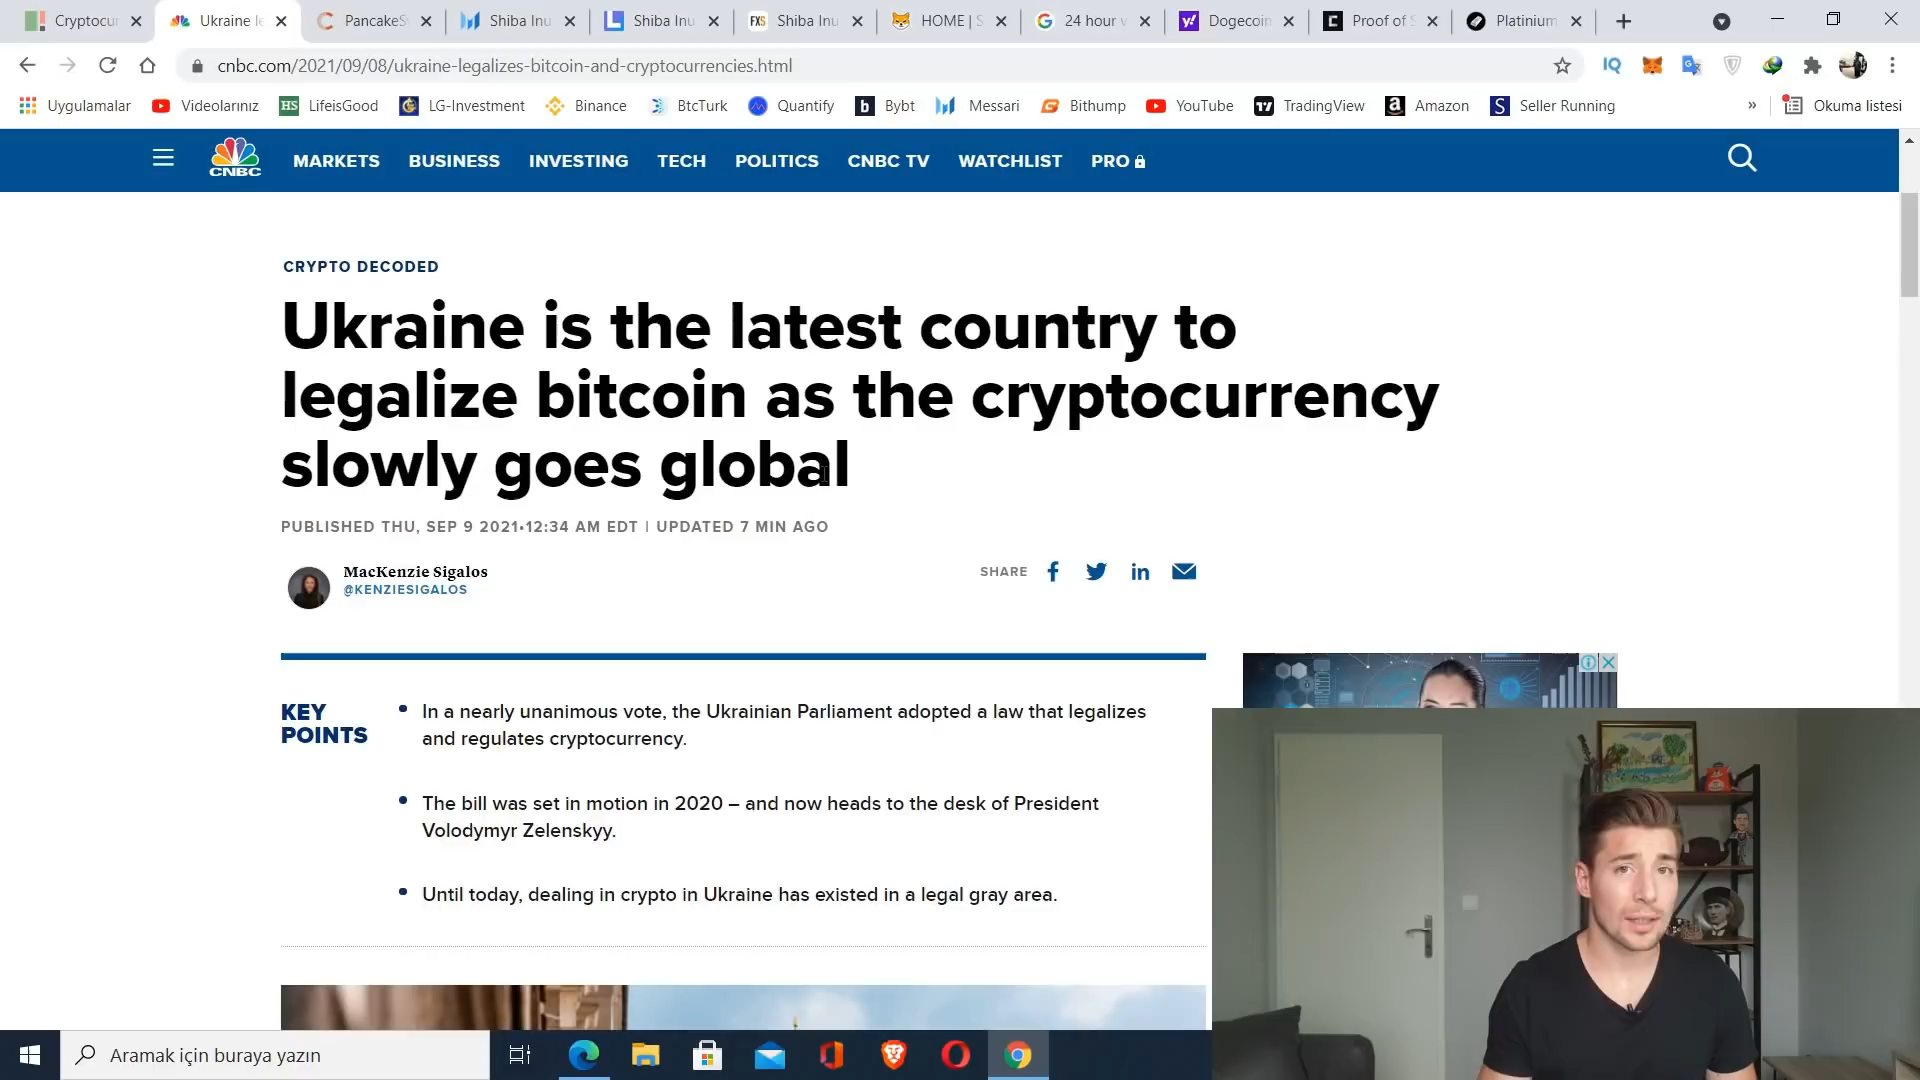 Cryptocur
Ukraine le
PancakeS
Shiba Inu
Shiba Inu
FXS
Shiba Inu
HOME | S
24 hour v
Dogecoin
Proof of S
Platinium
cnbc.com/2021/09/08/ukraine-legalizes-bitcoin-and-cryptocurrencies.html
IQ
Uygulamalar
Videolarınız
HS LifeisGood
LG-Investment
Binance
BtcTurk
Quantify
b Bybt
Messari
Bithump
YouTube
TradingView
Amazon
S Seller Running
»
Okuma listesi
CNBC
MARKETS BUSINESS INVESTING TECH POLITICS CNBC TV WATCHLIST PRO
CRYPTO DECODED
Ukraine is the latest country to
legalize bitcoin as the cryptocurrency
slowly goes global
PUBLISHED THU, SEP 9 2021•12:34 AM EDT | UPDATED 7 MIN AGO
MacKenzie Sigalos
@KENZIESIGALOS
SHARE
KEY
POINTS
• In a nearly unanimous vote, the Ukrainian Parliament adopted a law that legalizes
and regulates cryptocurrency.
• The bill was set in motion in 2020 – and now heads to the desk of President
Volodymyr Zelenskyy.
• Until today, dealing in crypto in Ukraine has existed in a legal gray area.
Aramak için buraya yazın